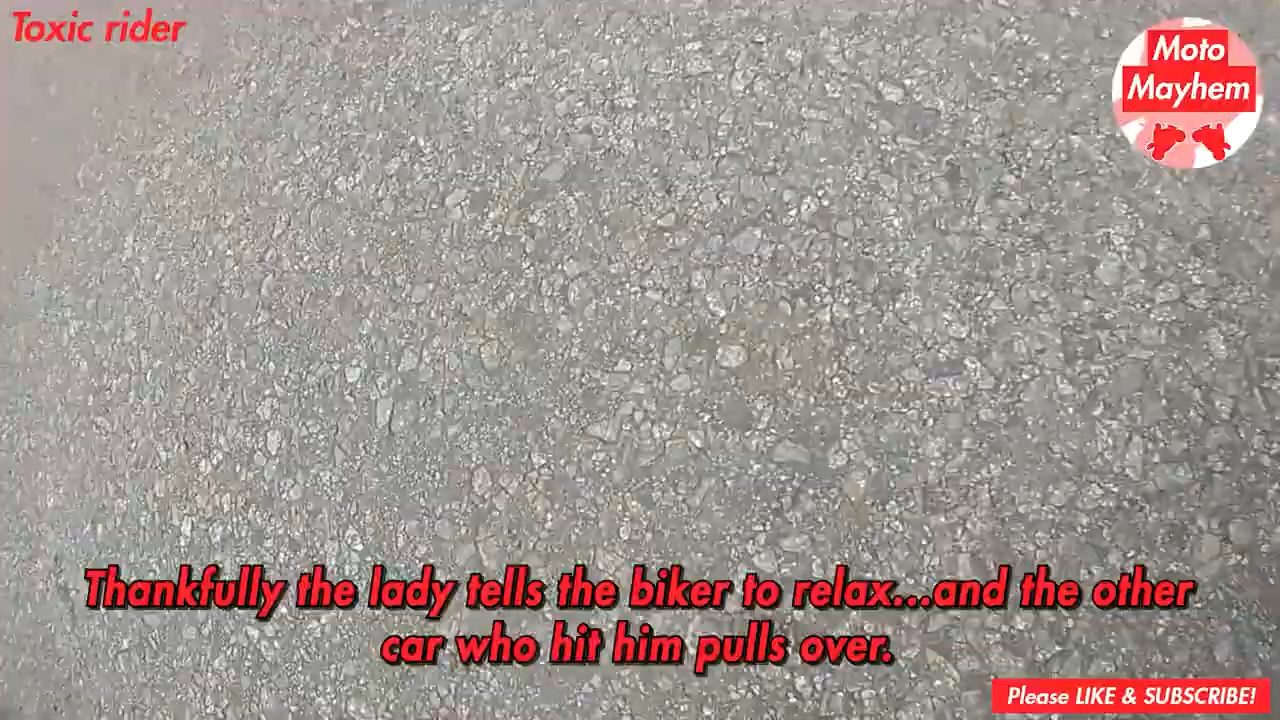 Toxic rider
Moto
Mayhem
Thankfully the lady tells the biker to relax...and the other
car who hit him pulls over.
Please LIKE & SUBSCRIBE!